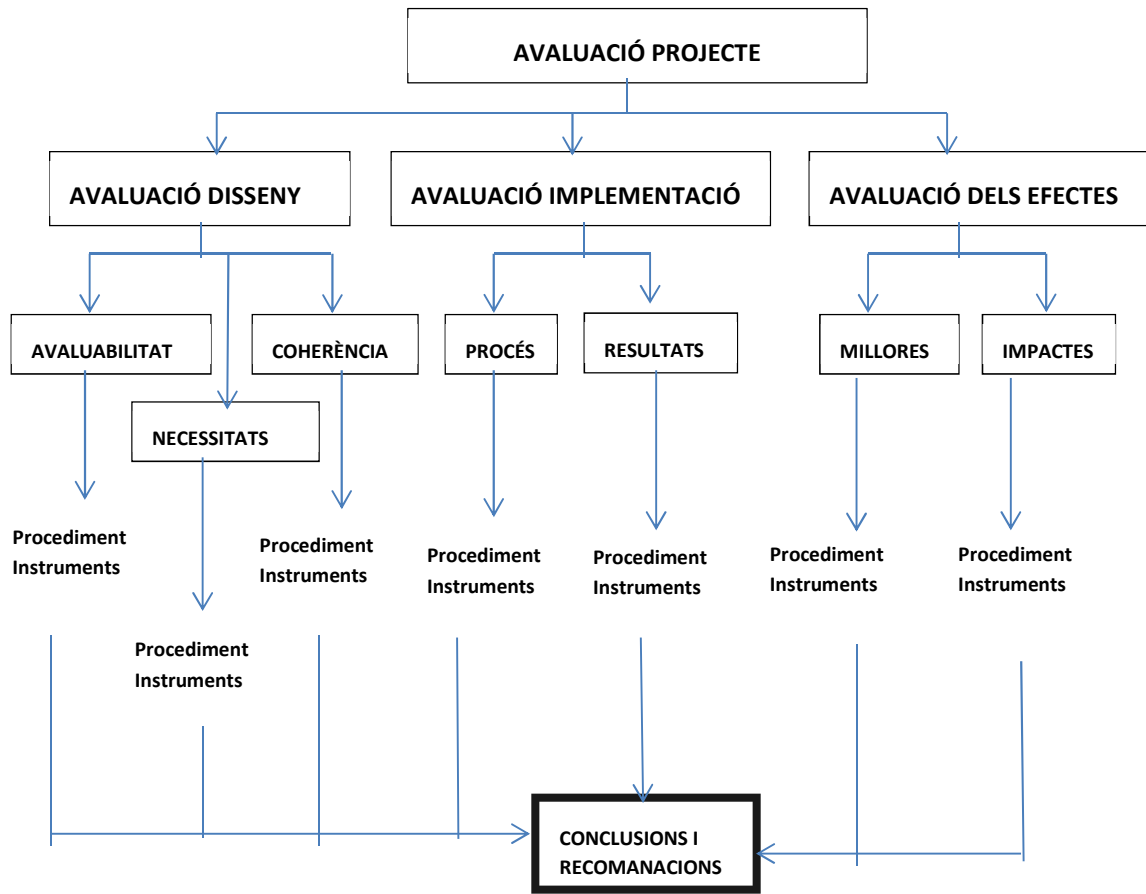 AVALUACIÓ PROJECTE
AVALUACIÓ DISSENY
AVALUACIÓ IMPLEMENTACIÓ
AVALUACIÓ DELS EFECTES
AVALUABILITAT
COHERÈNCIA
PROCÉS
RESULTATS
MILLORES
IMPACTES
NECESSITATS
Procediment
Instruments
Procediment
Instruments
Procediment
Instruments
Procediment
Instruments
Procediment
Instruments
Procediment
Instruments
Procediment
Instruments
CONCLUSIONS I
RECOMANACIONS